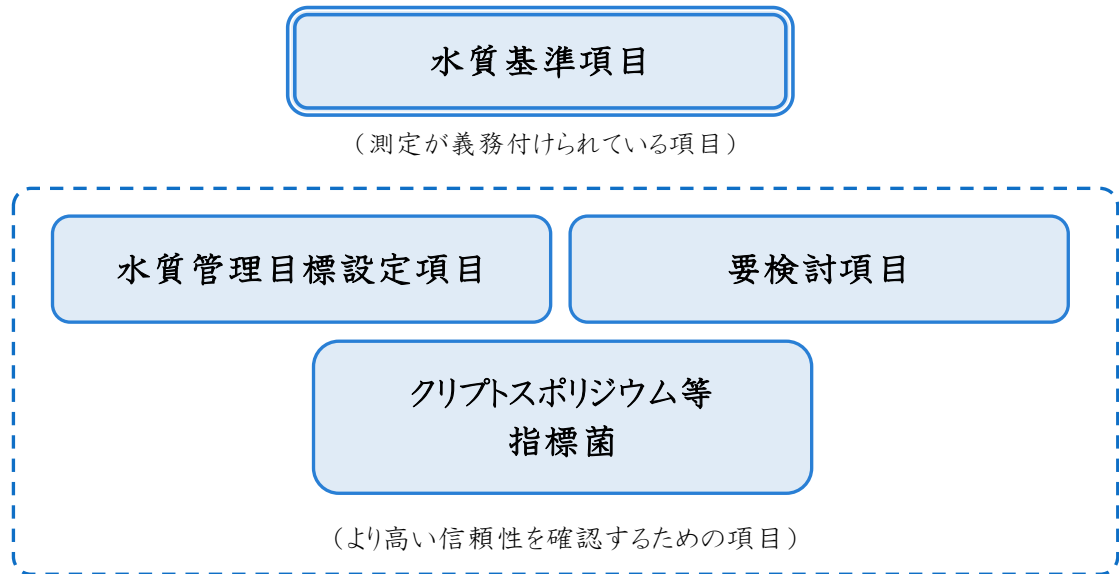 水質基準項目
（測定が義務付けられている項目）
水質管理目標設定項目
要検討項目
クリプトスポリジウム等
指標菌
（より高い信頼性を確認するための項目）